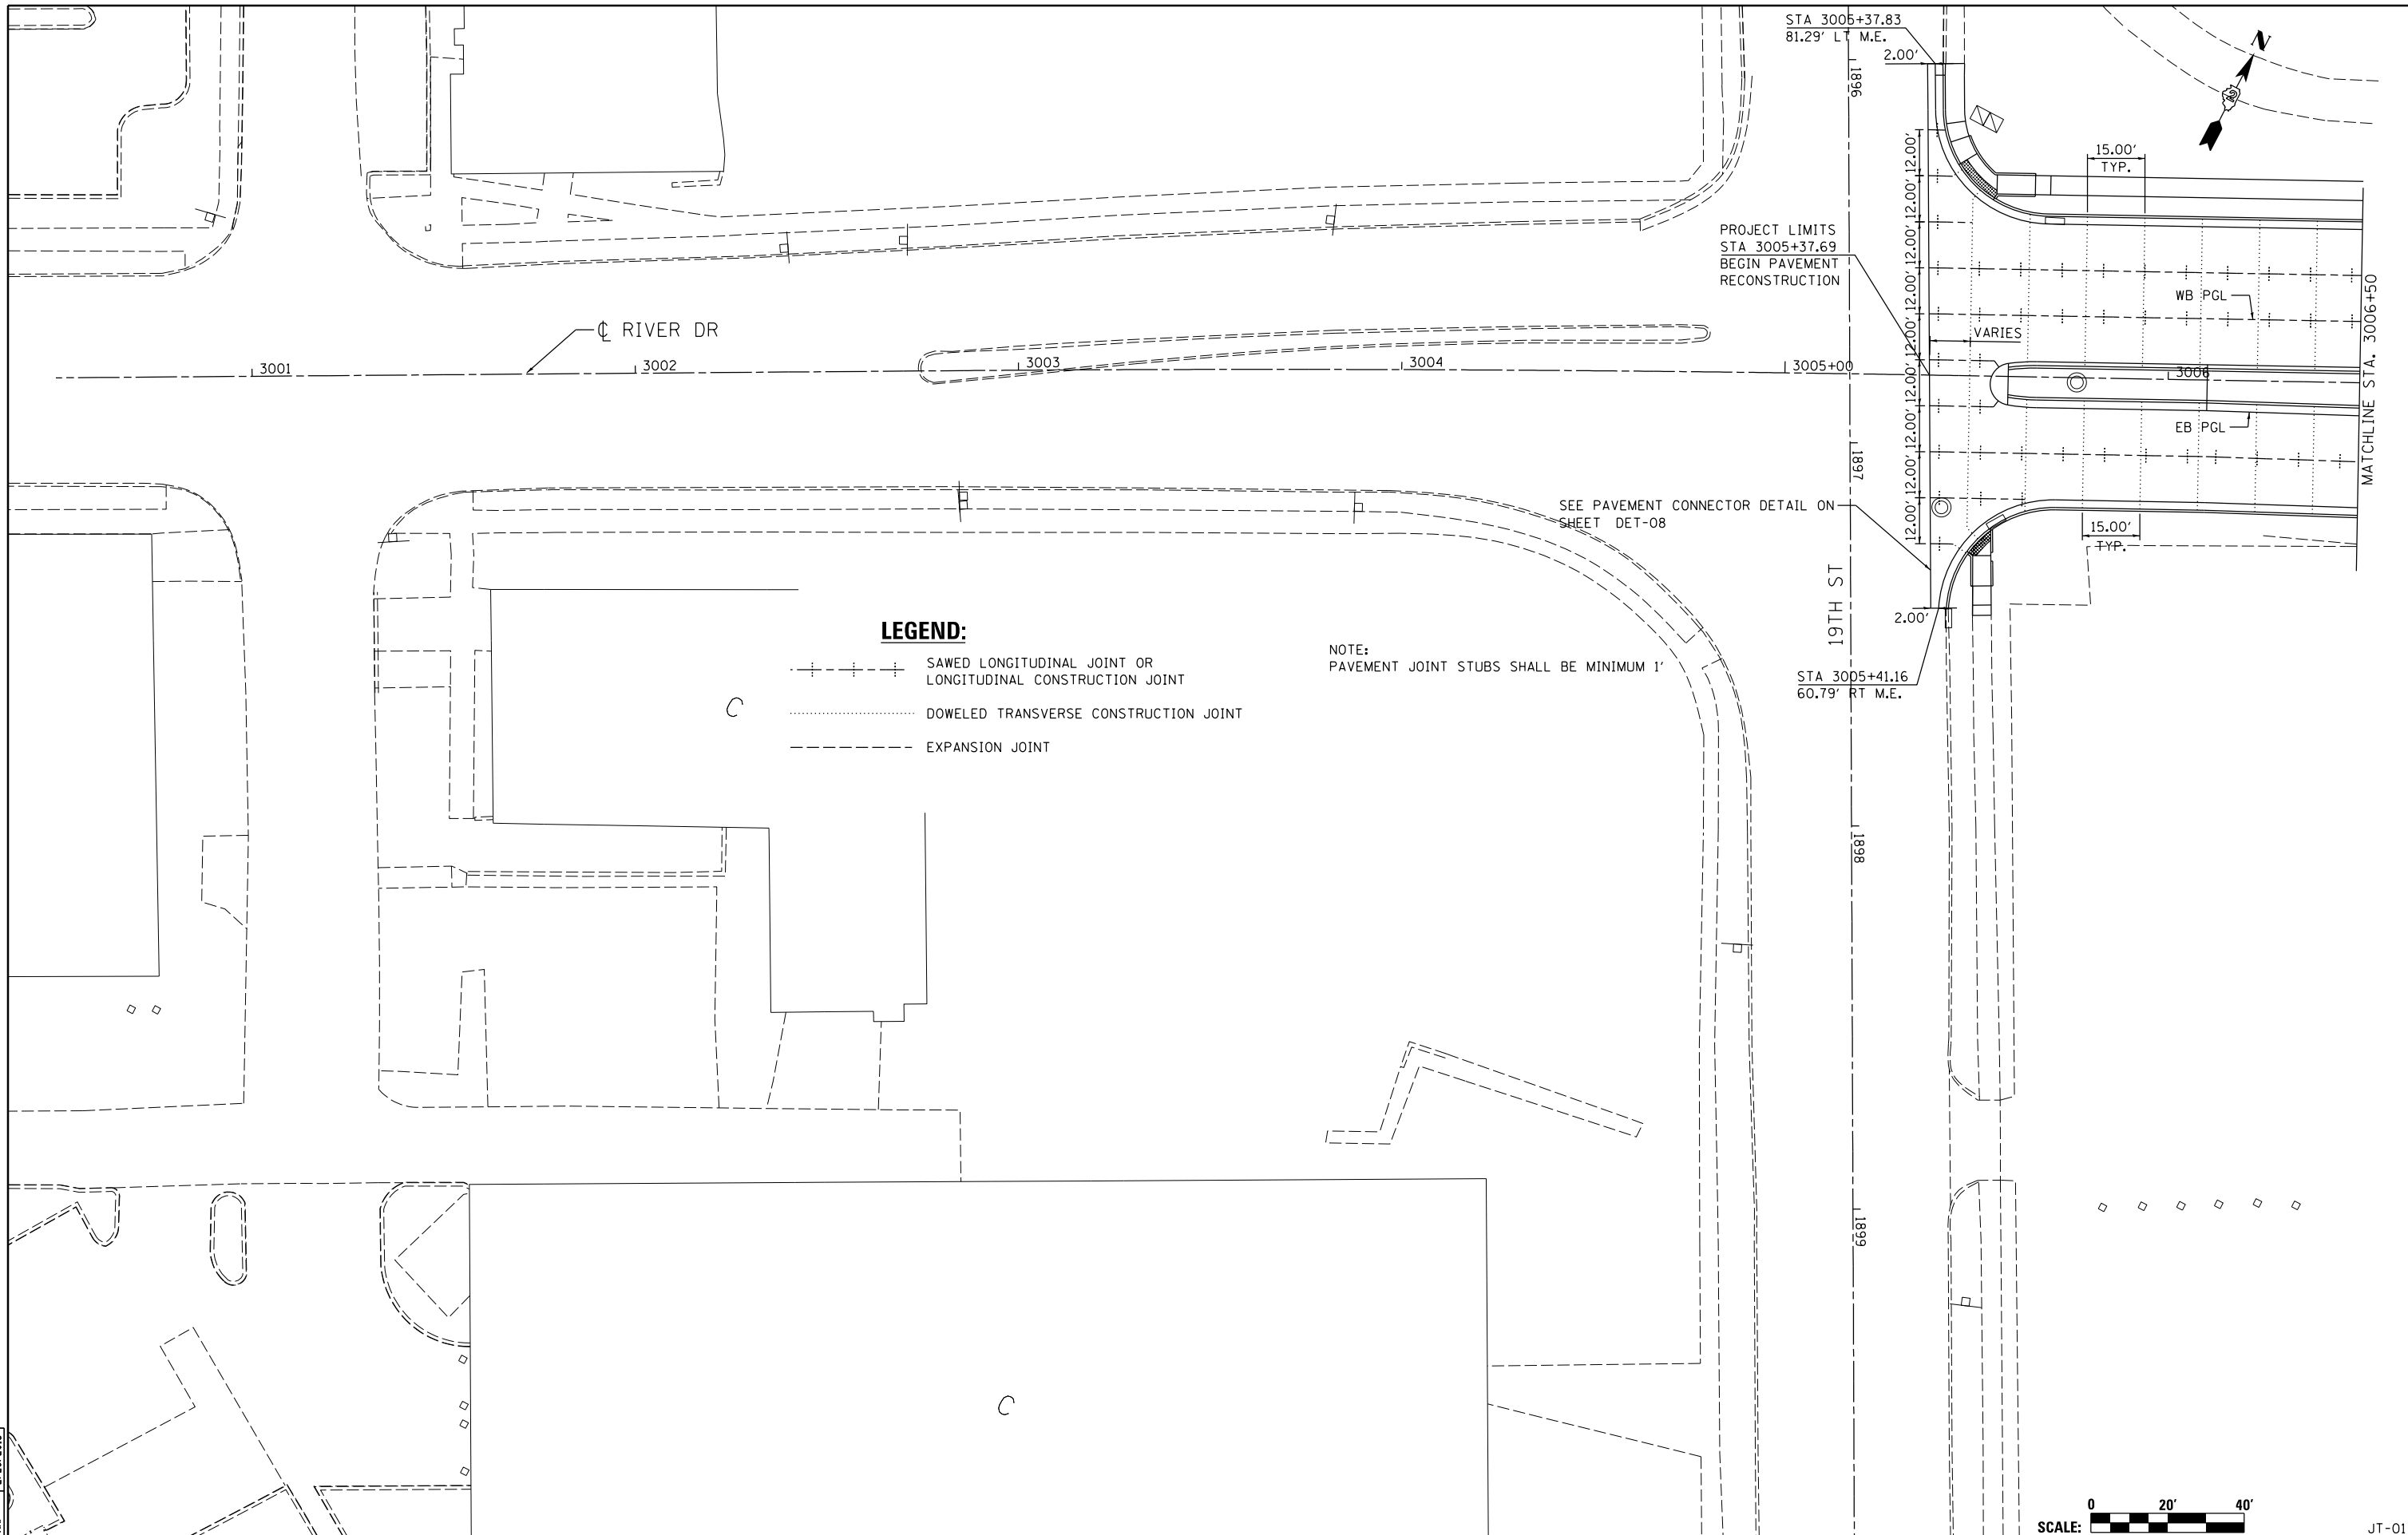 STA 3005+37.83
81.29' LT M.E.
2.00'
1896
N
12.00'
12.00'
12.00'
12.00'
12.00'
12.00'
12.00'
12.00'
12.00'
15.00'
TYP.
PROJECT LIMITS
STA 3005+37.69
BEGIN PAVEMENT
RECONSTRUCTION
WB PGL
VARIES
℄ RIVER DR
3001
3002
3003
3004
3005+00
3006
EB PGL
MATCHLINE STA. 3006+50
1897
SEE PAVEMENT CONNECTOR DETAIL ON
SHEET DET-08
15.00'
TYP.
2.00'
19TH ST
STA 3005+41.16
60.79' RT M.E.
LEGEND:
SAWED LONGITUDINAL JOINT OR
LONGITUDINAL CONSTRUCTION JOINT
DOWELED TRANSVERSE CONSTRUCTION JOINT
EXPANSION JOINT
NOTE:
PAVEMENT JOINT STUBS SHALL BE MINIMUM 1'
C
1898
1899
C
SCALE:
0 20' 40'
JT-01